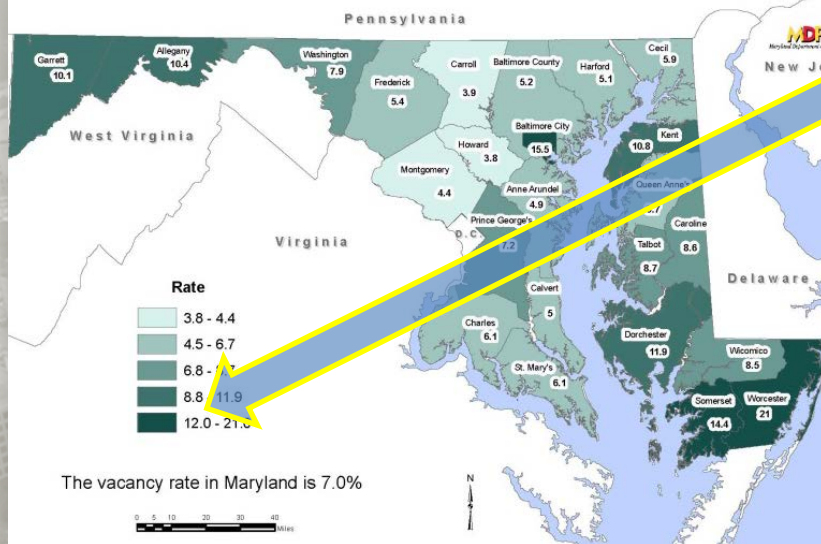 Pennsylvania
MDP
Garrett
10.1
Allegany
10.4
Washington
7.9
Frederick
5.4
Carroll
3.9
Baltimore County
5.2
Harford
5.1
Cecil
5.9
New Je
West Virginia
Baltimore City
15.5
Kent
10.8
Howard
3.8
Montgomery
4.4
Anne Arundel
4.9
Queen Anne's
Prince George's
7.2
D.C.
Caroline
8.6
Talbot
8.7
Virginia
Delaware
Calvert
5
Charles
6.1
St. Mary's
6.1
Dorchester
11.9
Wicomico
8.5
Somerset
14.4
Worcester
21
Rate
3.8 - 4.4
4.5 - 6.7
6.8 -
8.8 - 11.9
12.0 - 21.0
The vacancy rate in Maryland is 7.0%
N
0 5 10 20 30 40
Miles